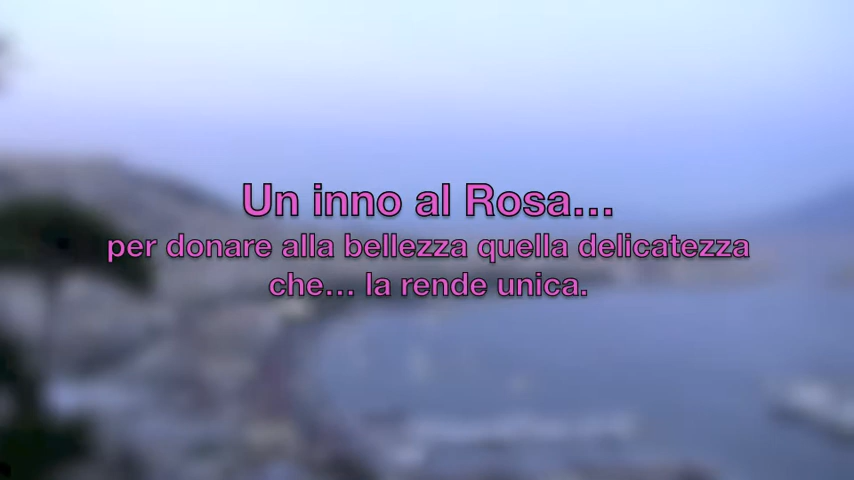 Un inno al Rosa...
per donare alla bellezza quella delicatezza
che... la rende unica.